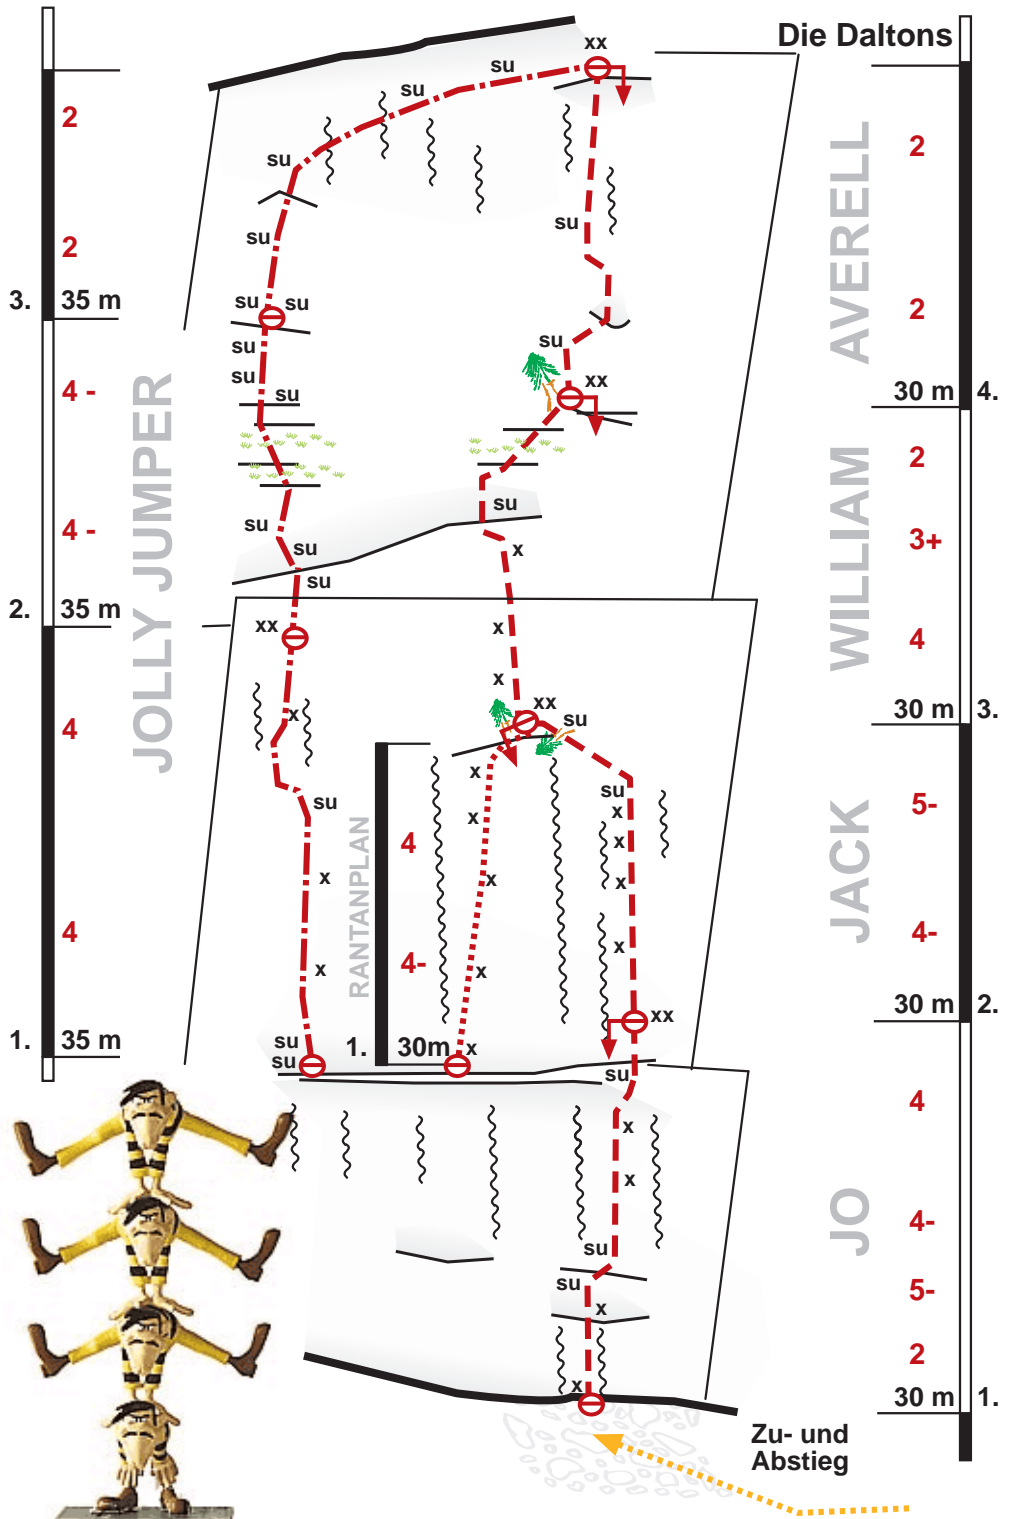 Die Daltons
xx
su
su
2
2
AVERELL
su
su
su
2
su
su
3. 35 m
2
su
su
su
xx
4 -
su
30 m 4.
JOLLY JUMPER
WILLIAM
2
su
su
4 -
3+
su
x
su
2. 35 m
xx
x
4
x
xx
30 m 3.
x
su
4
x
su
5-
su
x
x
RANTANPLAN
4
x
JACK
x
x
x
4
4-
x
4-
x
x
30 m 2.
xx
1. 35 m
su
su
1. 30m
x
su
4
x
x
JO
4-
su
su
5-
x
2
x
30 m 1.
Zu- und
Abstieg